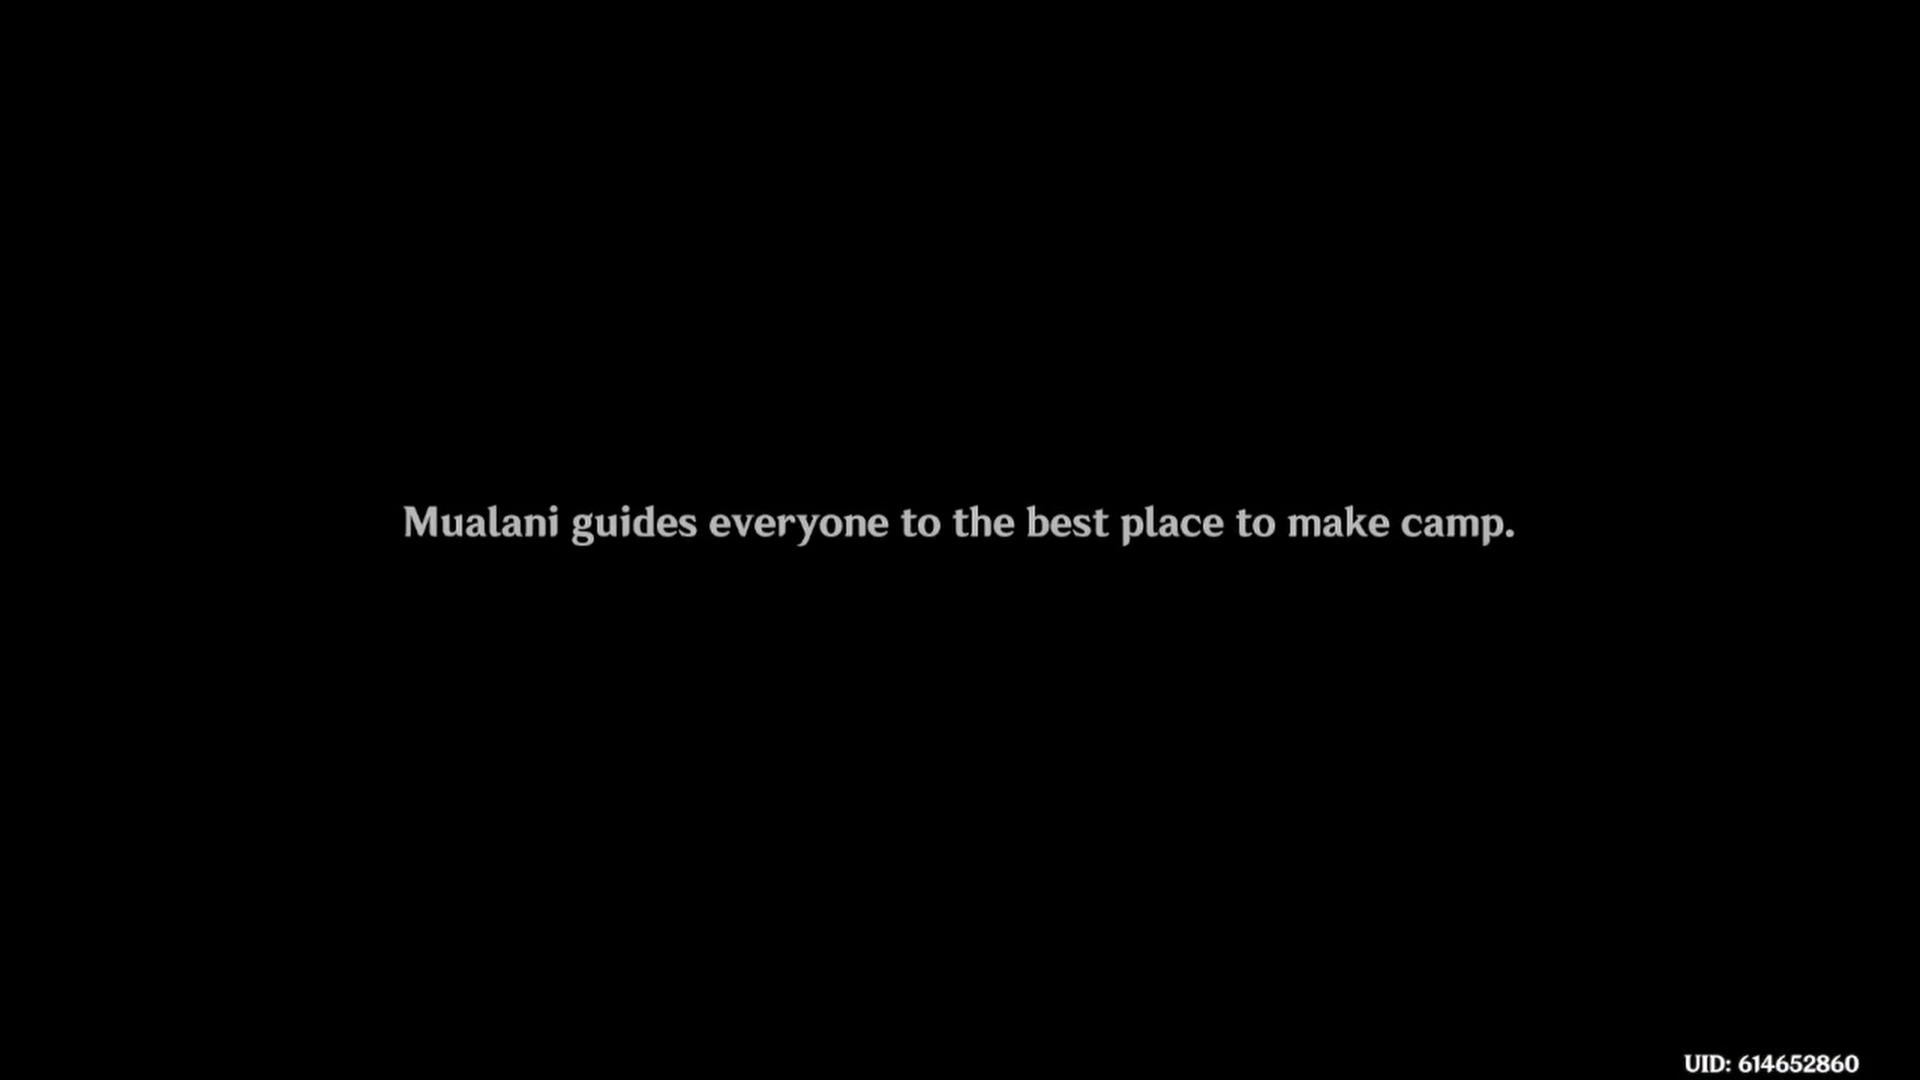 Mualani guides everyone to the best place to make camp.
UID: 614652860